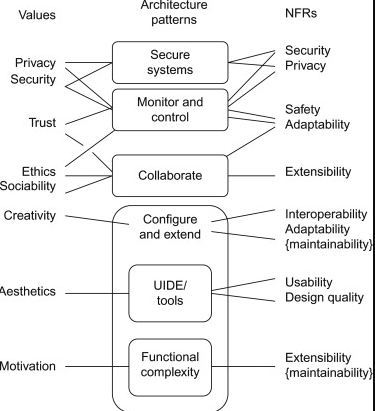 Values
Architecture
patterns
NFRs
Privacy
Security
Trust
Ethics
Sociability
Creativity
Aesthetics
Motivation
Secure
systems
Monitor and
control
Collaborate
Configure
and extend
UIDE/
tools
Functional
complexity
Security
Privacy
Safety
Adaptability
Extensibility
Interoperability
Adaptability
{maintainability}
Usability
Design quality
Extensibility
{maintainability}